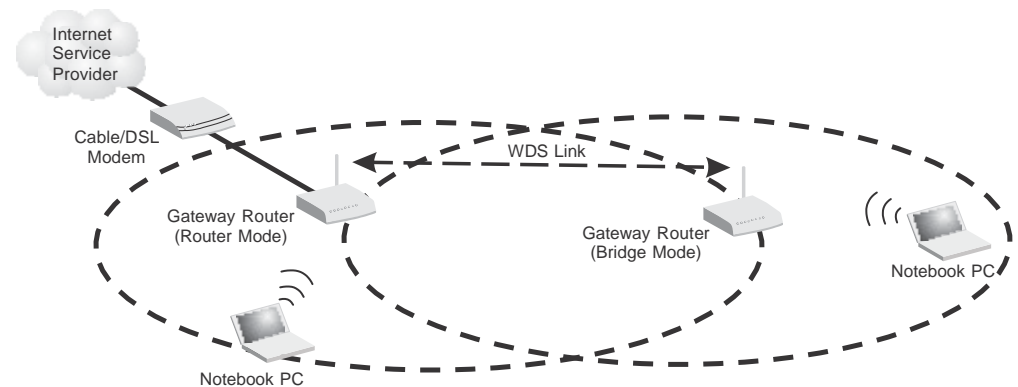 Internet
Service
Provider
Cable/DSL
Modem
WDS Link
Gateway Router
(Router Mode)
Gateway Router
(Bridge Mode)
Notebook PC
Notebook PC